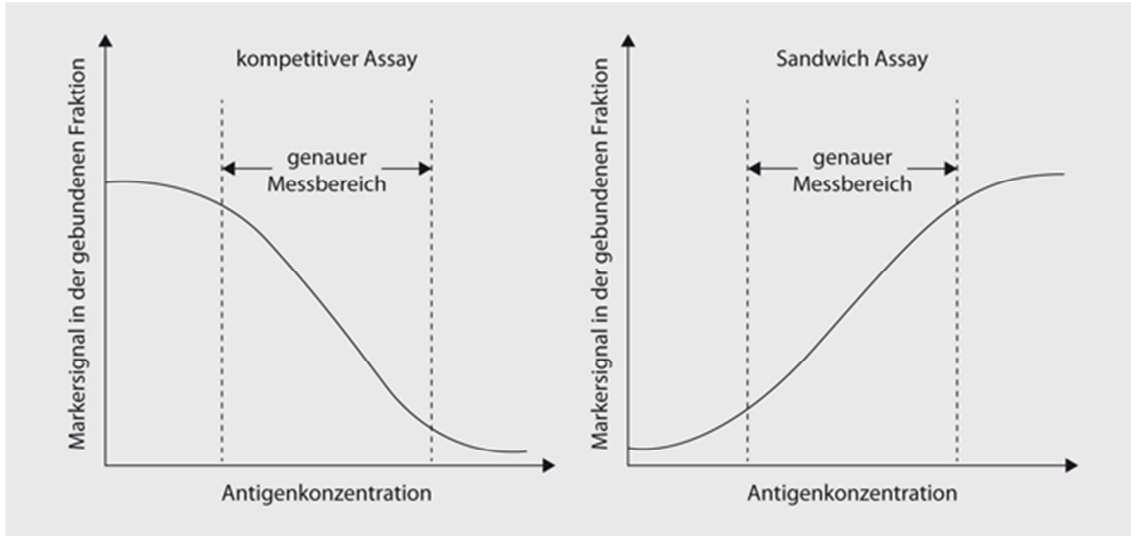 kompetitiver Assay
Markersignal in der gebundenen Fraktion
genauer
Messbereich
Antigenkonzentration
Sandwich Assay
Markersignal in der gebundenen Fraktion
genauer
Messbereich
Antigenkonzentration